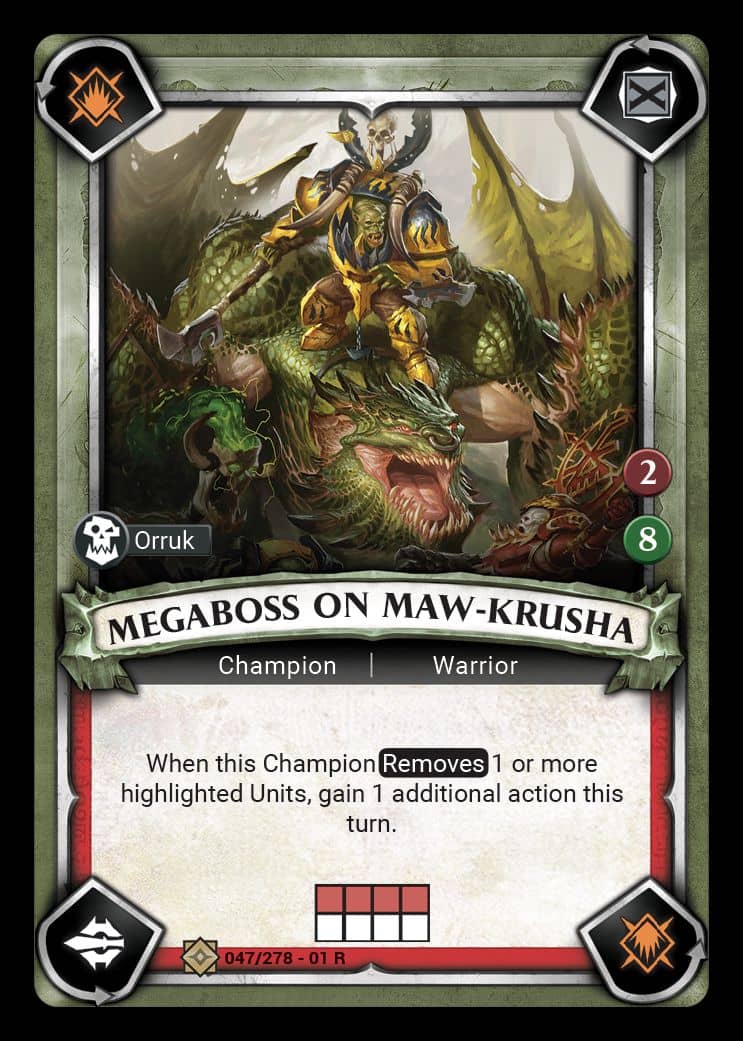 2
8
Orruk
MEGABOSS ON MAW-KRUSHA
Champion | Warrior
When this Champion Removes 1 or more
highlighted Units, gain 1 additional action this
turn.
047/278 - 01 R